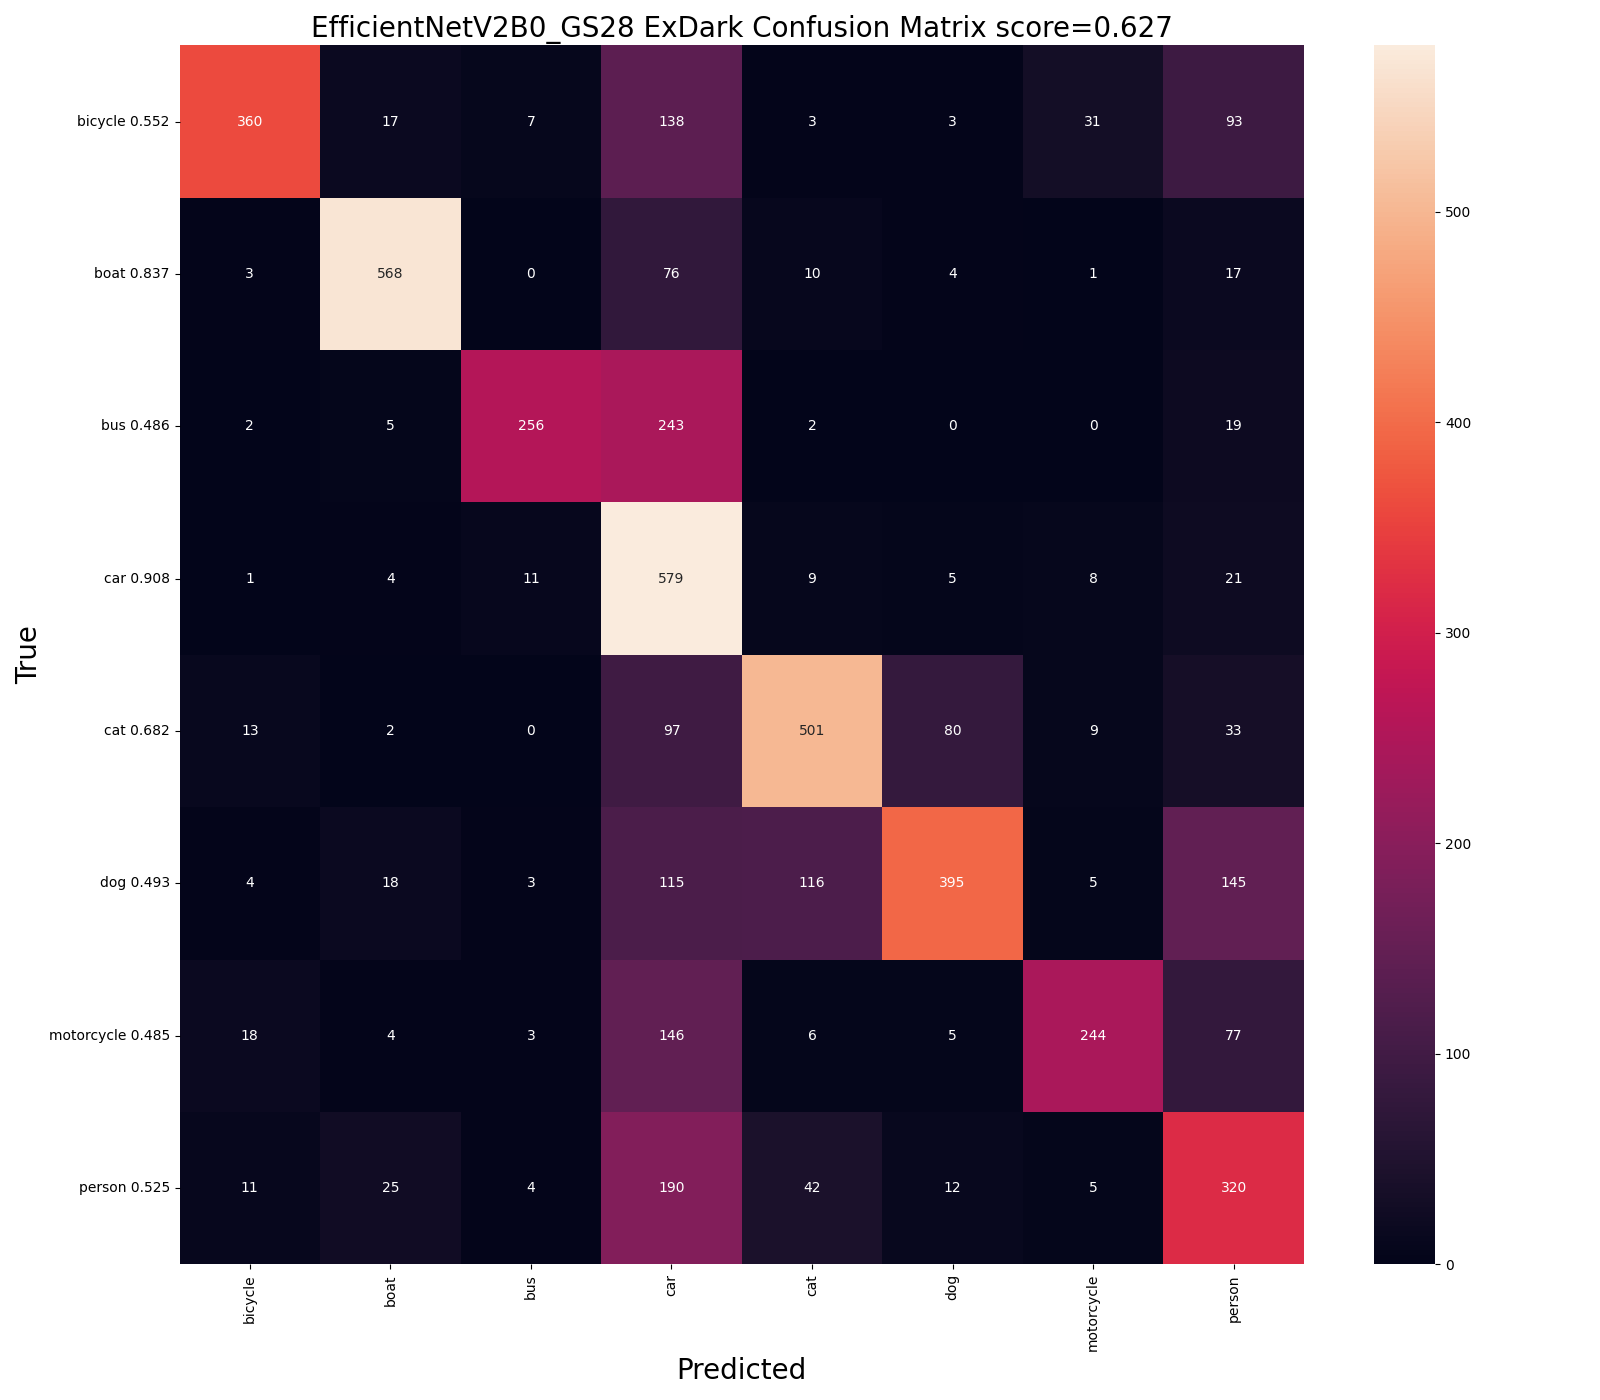 EfficientNetV2B0_GS28 ExDark Confusion Matrix score=0.627
bicycle 0.552 360 17 7 138 3 3 31 93
boat 0.837 3 568 0 76 10 4 1 17
bus 0.486 2 5 256 243 2 0 0 19
car 0.908 1 4 11 579 9 5 8 21
cat 0.682 13 2 0 97 501 80 9 33
dog 0.493 4 18 3 115 116 395 5 145
motorcycle 0.485 18 4 3 146 6 5 244 77
person 0.525 11 25 4 190 42 12 5 320
bicycle boat bus car cat dog motorcycle person
Predicted
True
500
400
300
200
100
0